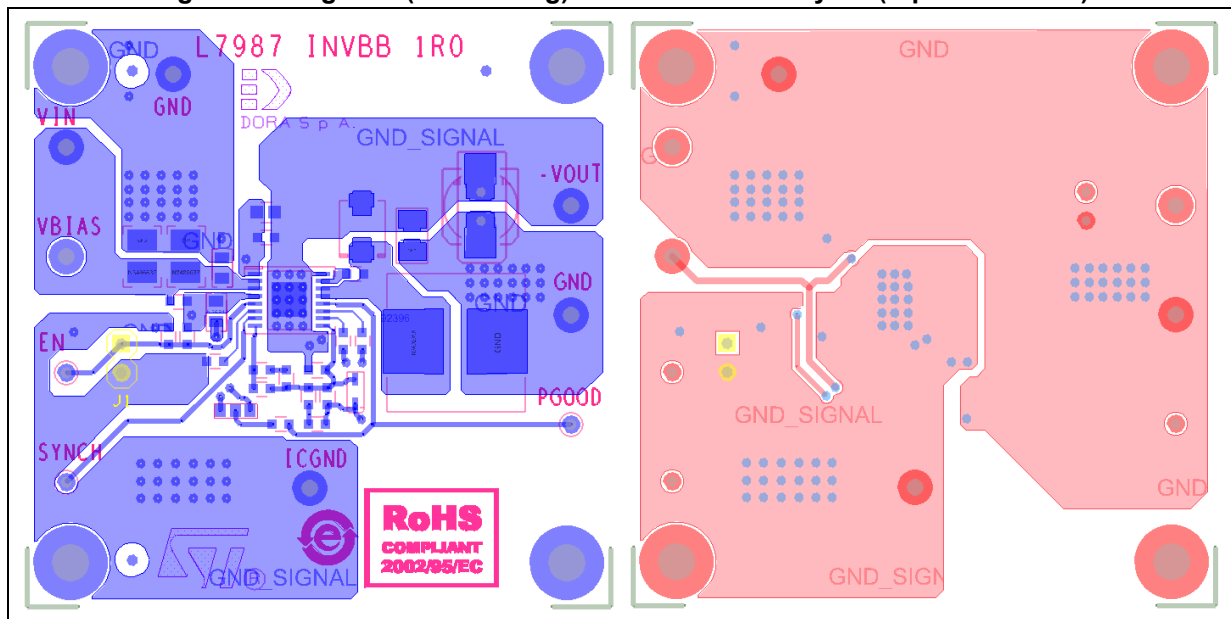 L7987 INVBB 1R0
GND
GND
VIN
DORA S p A.
GND_SIGNAL
-VOUT
VBIAS
GND
GND
GND
EN
J1
PGOOD
SYNCH
ICGND
RoHS
COMPLIANT
2002/95/EC
GND_SIGNAL
GND
GND_SIGNAL
GND
GND_SIGN